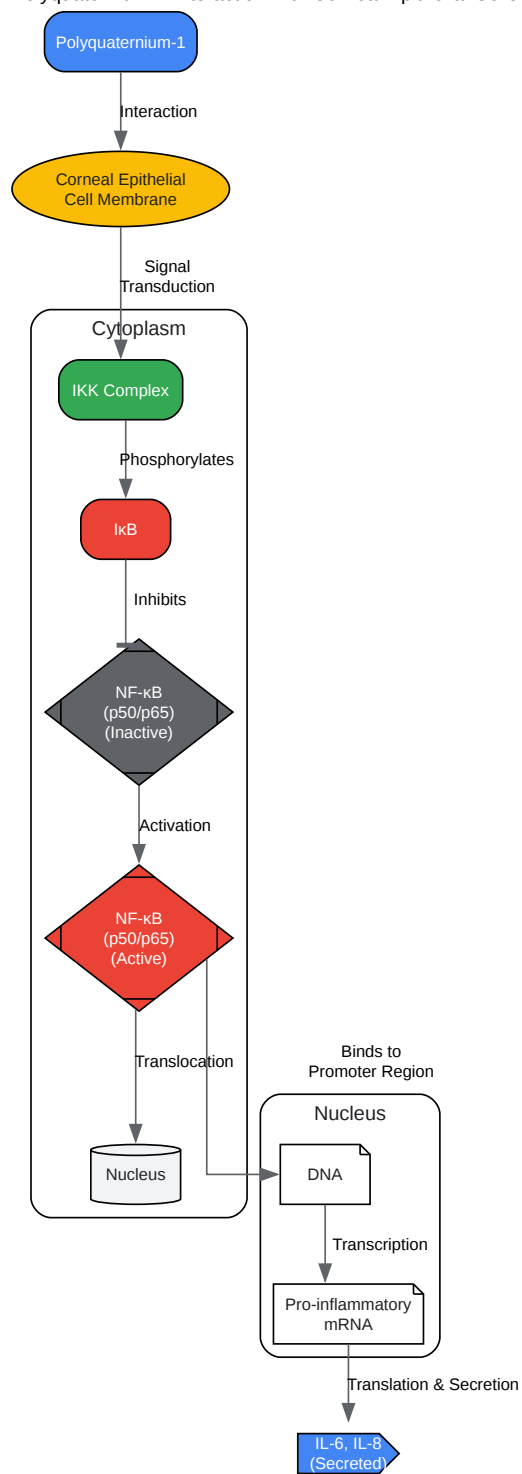 Polyquaternium-1
Interaction
Corneal Epithelial
Cell Membrane
Signal
Transduction
Cytoplasm
IKK Complex
Phosphorylates
IκB
Inhibits
NF-κB
(p50/p65)
(Inactive)
Activation
NF-κB
(p50/p65)
(Active)
Translocation
Nucleus
Binds to
Promoter Region
Nucleus
DNA
Transcription
Pro-inflammatory
mRNA
Translation & Secretion
IL-6, IL-8
(Secreted)